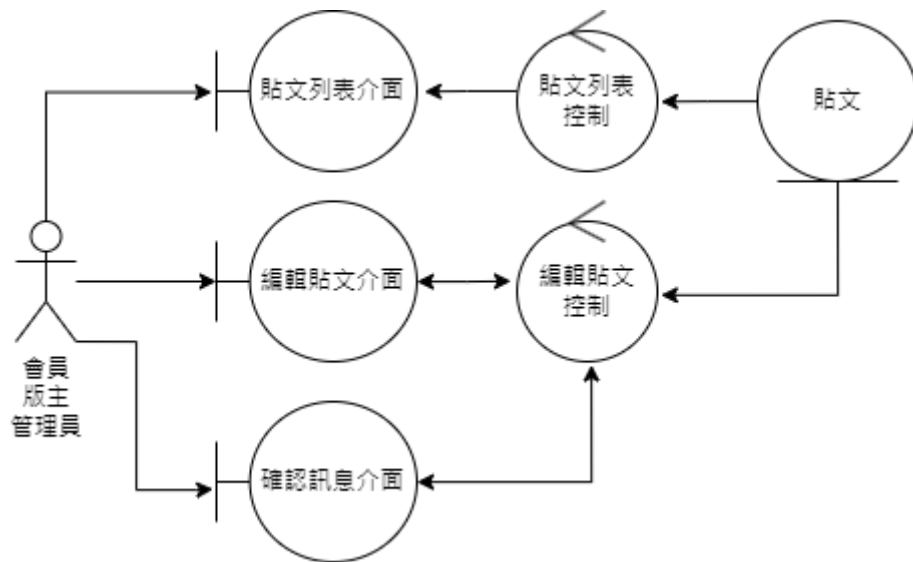 貼文列表介面
貼文列表
控制
貼文
編輯貼文介面
編輯貼文
控制
會員
版主
管理員
確認訊息介面